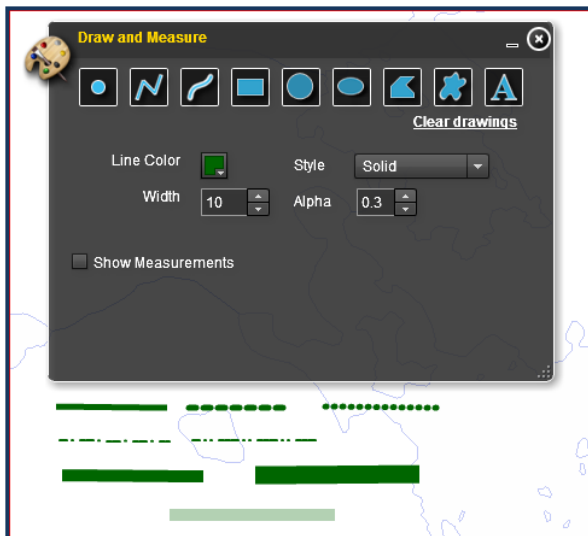 Draw and Measure
A
Clear drawings
Line Color Style Solid
Width 10 Alpha 0.3
Show Measurements